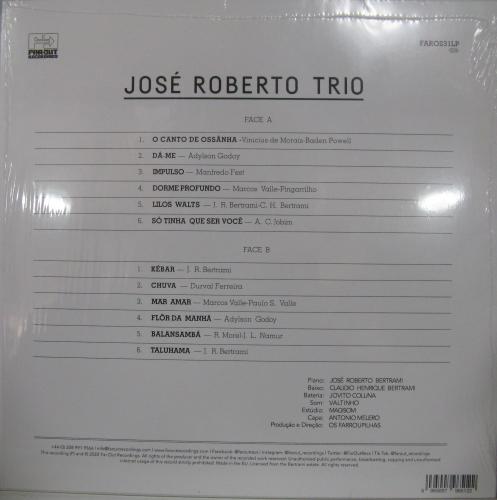 FAR OUT
RECORDINGS
FARO231LP
JOSÉ ROBERTO TRIO
FACE A
1. O CANTO DE OSSÂNHA -Vinicius de Morais-Baden Powell
2. DÁ-ME — Adylson Godoy
3. IMPULSO — Manfredo Fest
4. DORME PROFUNDO — Marcos Valle-Pingarrilho
5. LILOS WALTS — J. R. Bertrami-C. H. Bertrami
6. SÓ TINHA QUE SER VOCÊ — A. C. Jobim
FACE B
1. KÉBAR — J. R. Bertrami
2. CHUVA — Durval Ferreira
3. MAR AMAR — Marcos Valle-Paulo S. Valle
4. FLÔR DA MANHÃ — Adylson Godoy
5. BALANSAMBÁ — R. Morel-J. L. Namur
6. TALUHAMA — J. R. Bertrami
Piano: JOSÉ ROBERTO BERTRAMI
Baixo: CLAUDIO HENRIQUE BERTRAMI
Bateria: JOVITO COLUNA
Som: VALTINHO
Estúdio: MAGISOM
Capa: ANTONIO MELERO
Produção e Direção: OS FARROUPILHAS